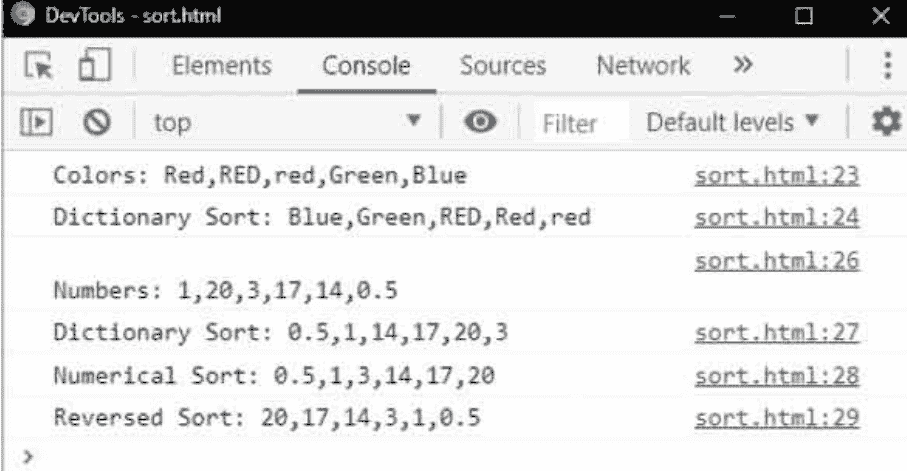 DevTools - sort.html
Elements Console Sources Network »
top Filter Default levels
Colors: Red,RED,red,Green,Blue sort.html:23
Dictionary Sort: Blue,Green,RED,Red,red sort.html:24
sort.html:26
Numbers: 1,20,3,17,14,0.5
Dictionary Sort: 0.5,1,14,17,20,3 sort.html:27
Numerical Sort: 0.5,1,3,14,17,20 sort.html:28
Reversed Sort: 20,17,14,3,1,0.5 sort.html:29
>